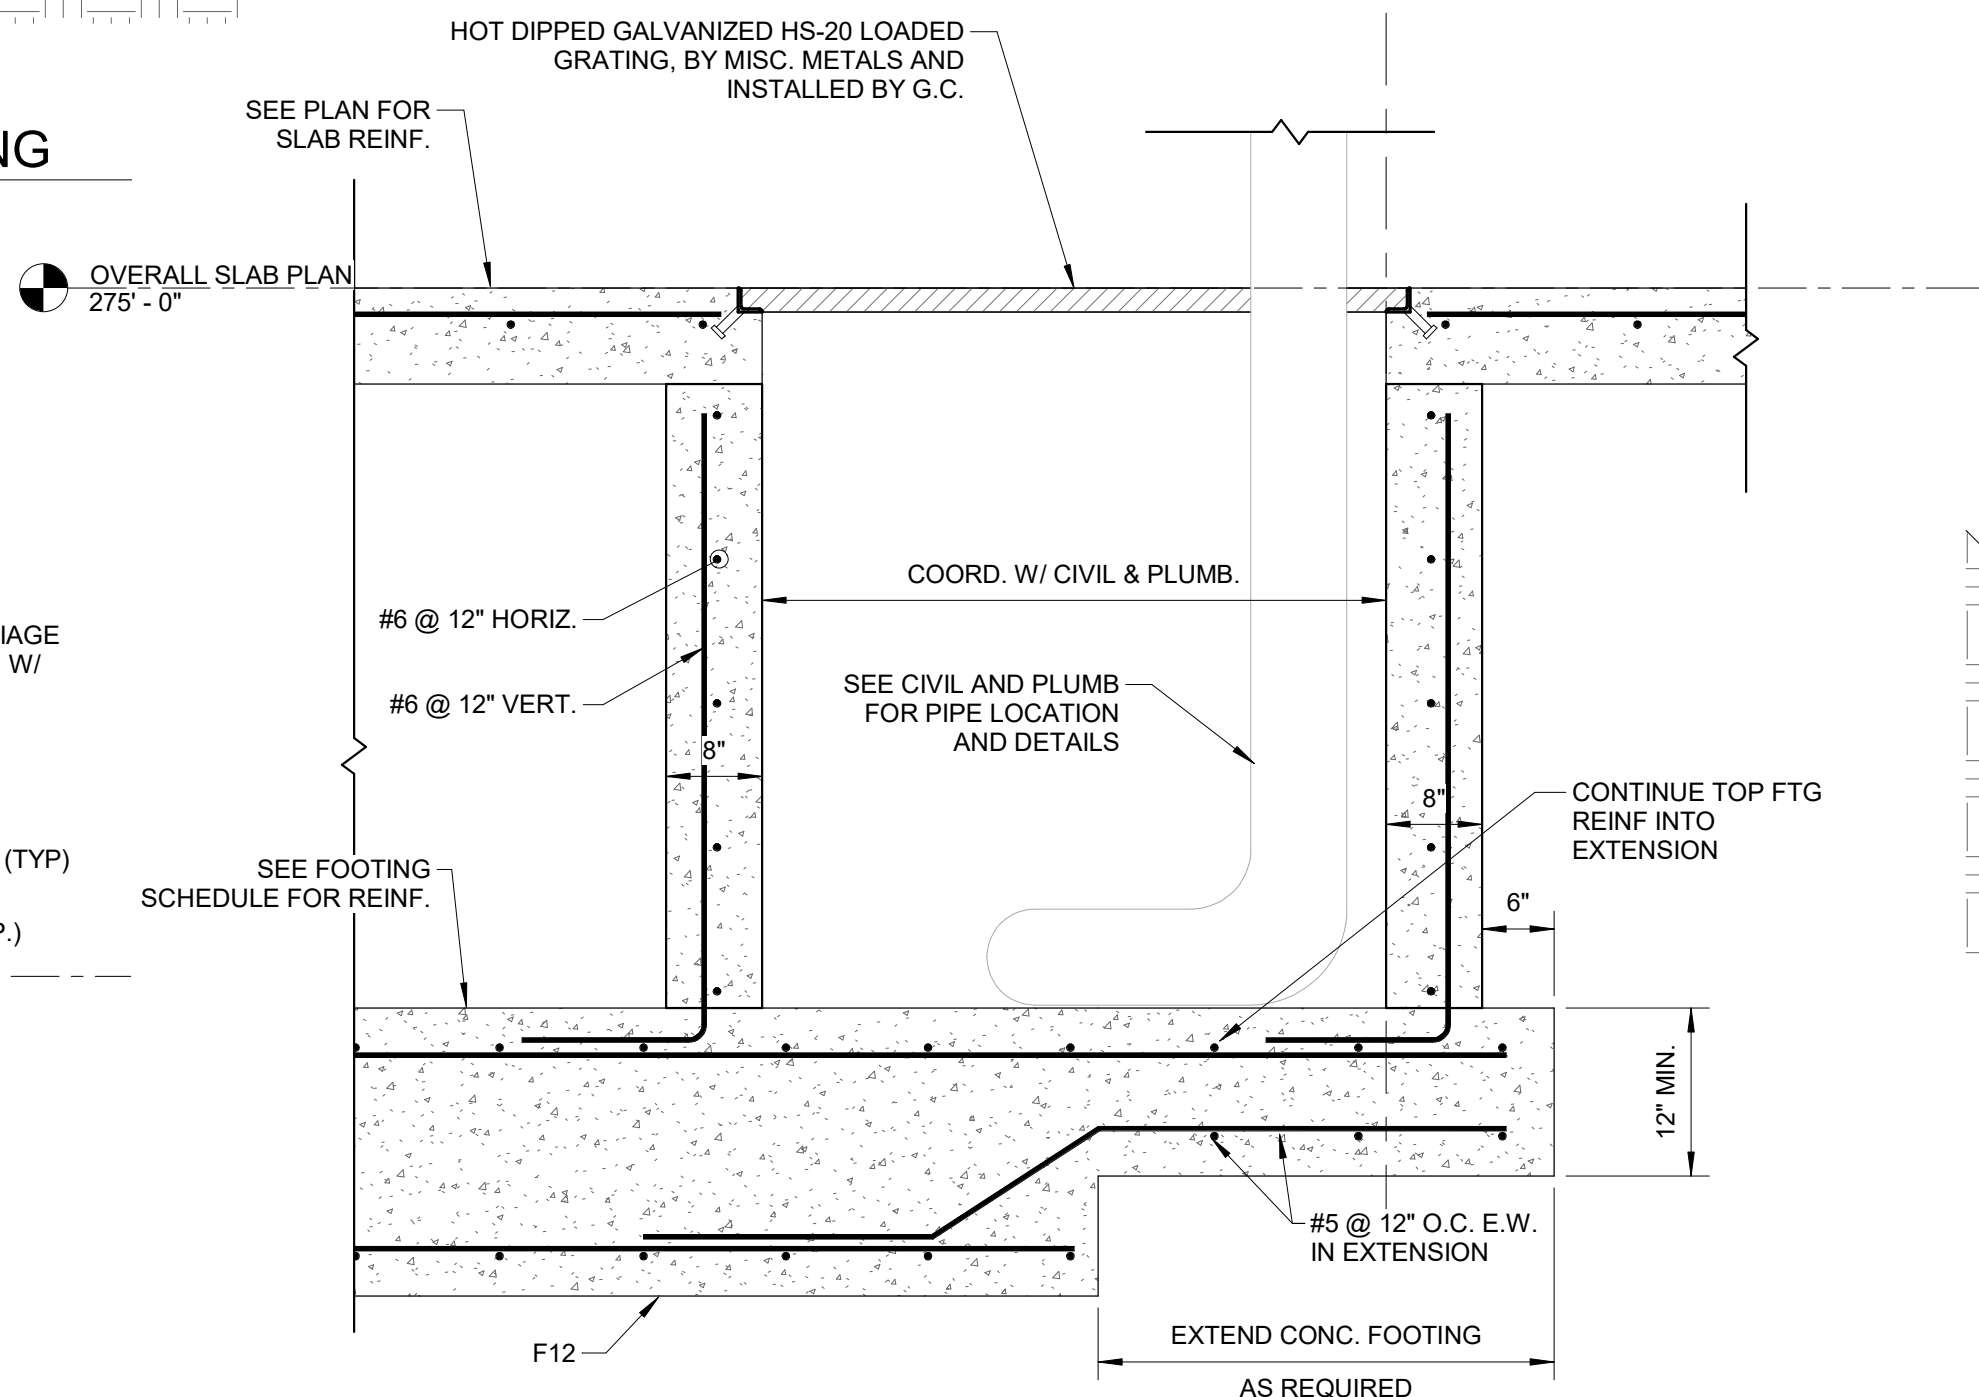 HOT DIPPED GALVANIZED HS-20 LOADED
GRATING, BY MISC. METALS AND
INSTALLED BY G.C.
SEE PLAN FOR
SLAB REINF.
NG
OVERALL SLAB PLAN
275' - 0"
COORD. W/ CIVIL & PLUMB.
#6 @ 12" HORIZ.
IAGE
W/
#6 @ 12" VERT.
SEE CIVIL AND PLUMB
FOR PIPE LOCATION
AND DETAILS
8"
8"
CONTINUE TOP FTG
REINF INTO
EXTENSION
(TYP)
SEE FOOTING
SCHEDULE FOR REINF.
6"
P.)
12" MIN.
#5 @ 12" O.C. E.W.
IN EXTENSION
F12
EXTEND CONC. FOOTING
AS REQUIRED